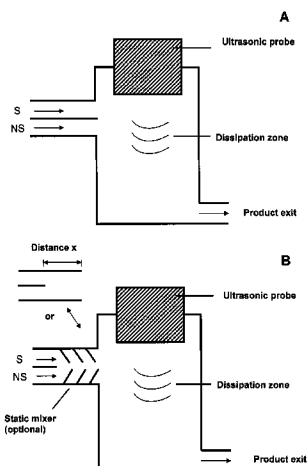 A
Ultrasonic probe
S
NS
Dissipation zone
Product exit
B
Distance x
Ultrasonic probe
or
S
NS
Dissipation zone
Static mixer
(optional)
Product exit